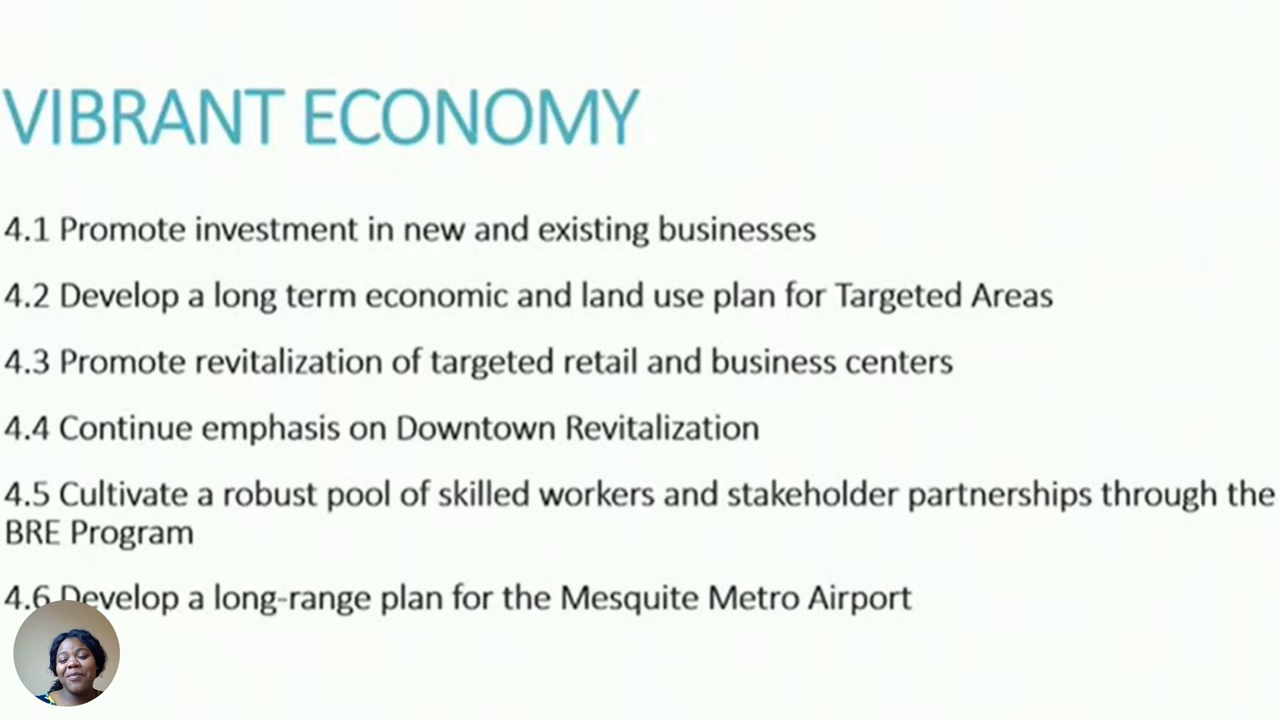 VIBRANT ECONOMY
4.1 Promote investment in new and existing businesses
4.2 Develop a long term economic and land use plan for Targeted Areas
4.3 Promote revitalization of targeted retail and business centers
4.4 Continue emphasis on Downtown Revitalization
4.5 Cultivate a robust pool of skilled workers and stakeholder partnerships through the
BRE Program
4.6 Develop a long-range plan for the Mesquite Metro Airport